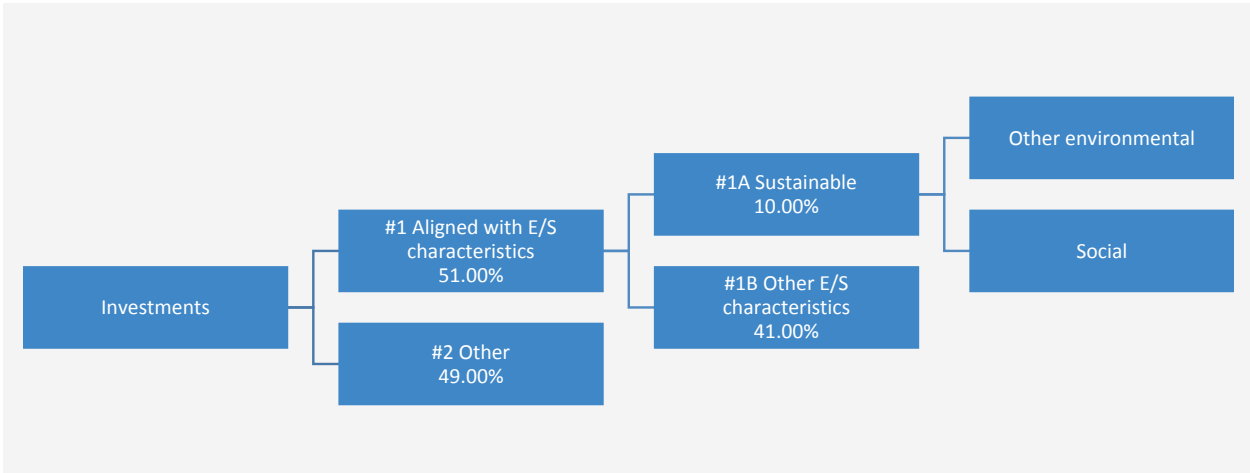 Investments
#1 Aligned with E/S
characteristics
51.00%
#2 Other
49.00%
#1A Sustainable
10.00%
#1B Other E/S
characteristics
41.00%
Other environmental
Social